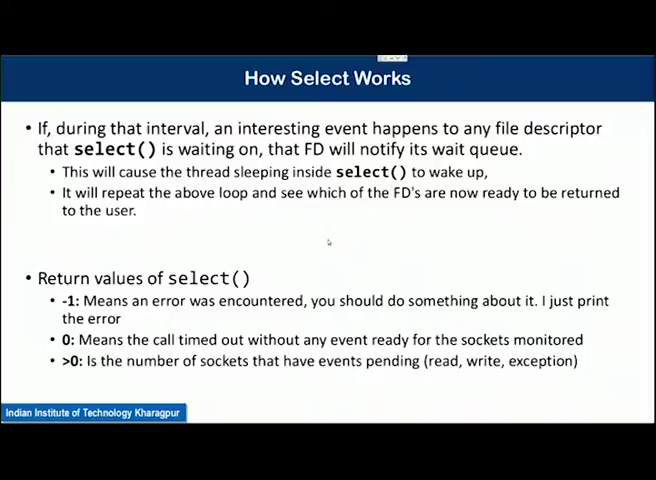 How Select Works
• If, during that interval, an interesting event happens to any file descriptor
that select() is waiting on, that FD will notify its wait queue.
• This will cause the thread sleeping inside select() to wake up,
• It will repeat the above loop and see which of the FD's are now ready to be returned
to the user.
• Return values of select()
• -1: Means an error was encountered, you should do something about it. I just print
the error
• 0: Means the call timed out without any event ready for the sockets monitored
• >0: Is the number of sockets that have events pending (read, write, exception)
Indian Institute of Technology Kharagpur